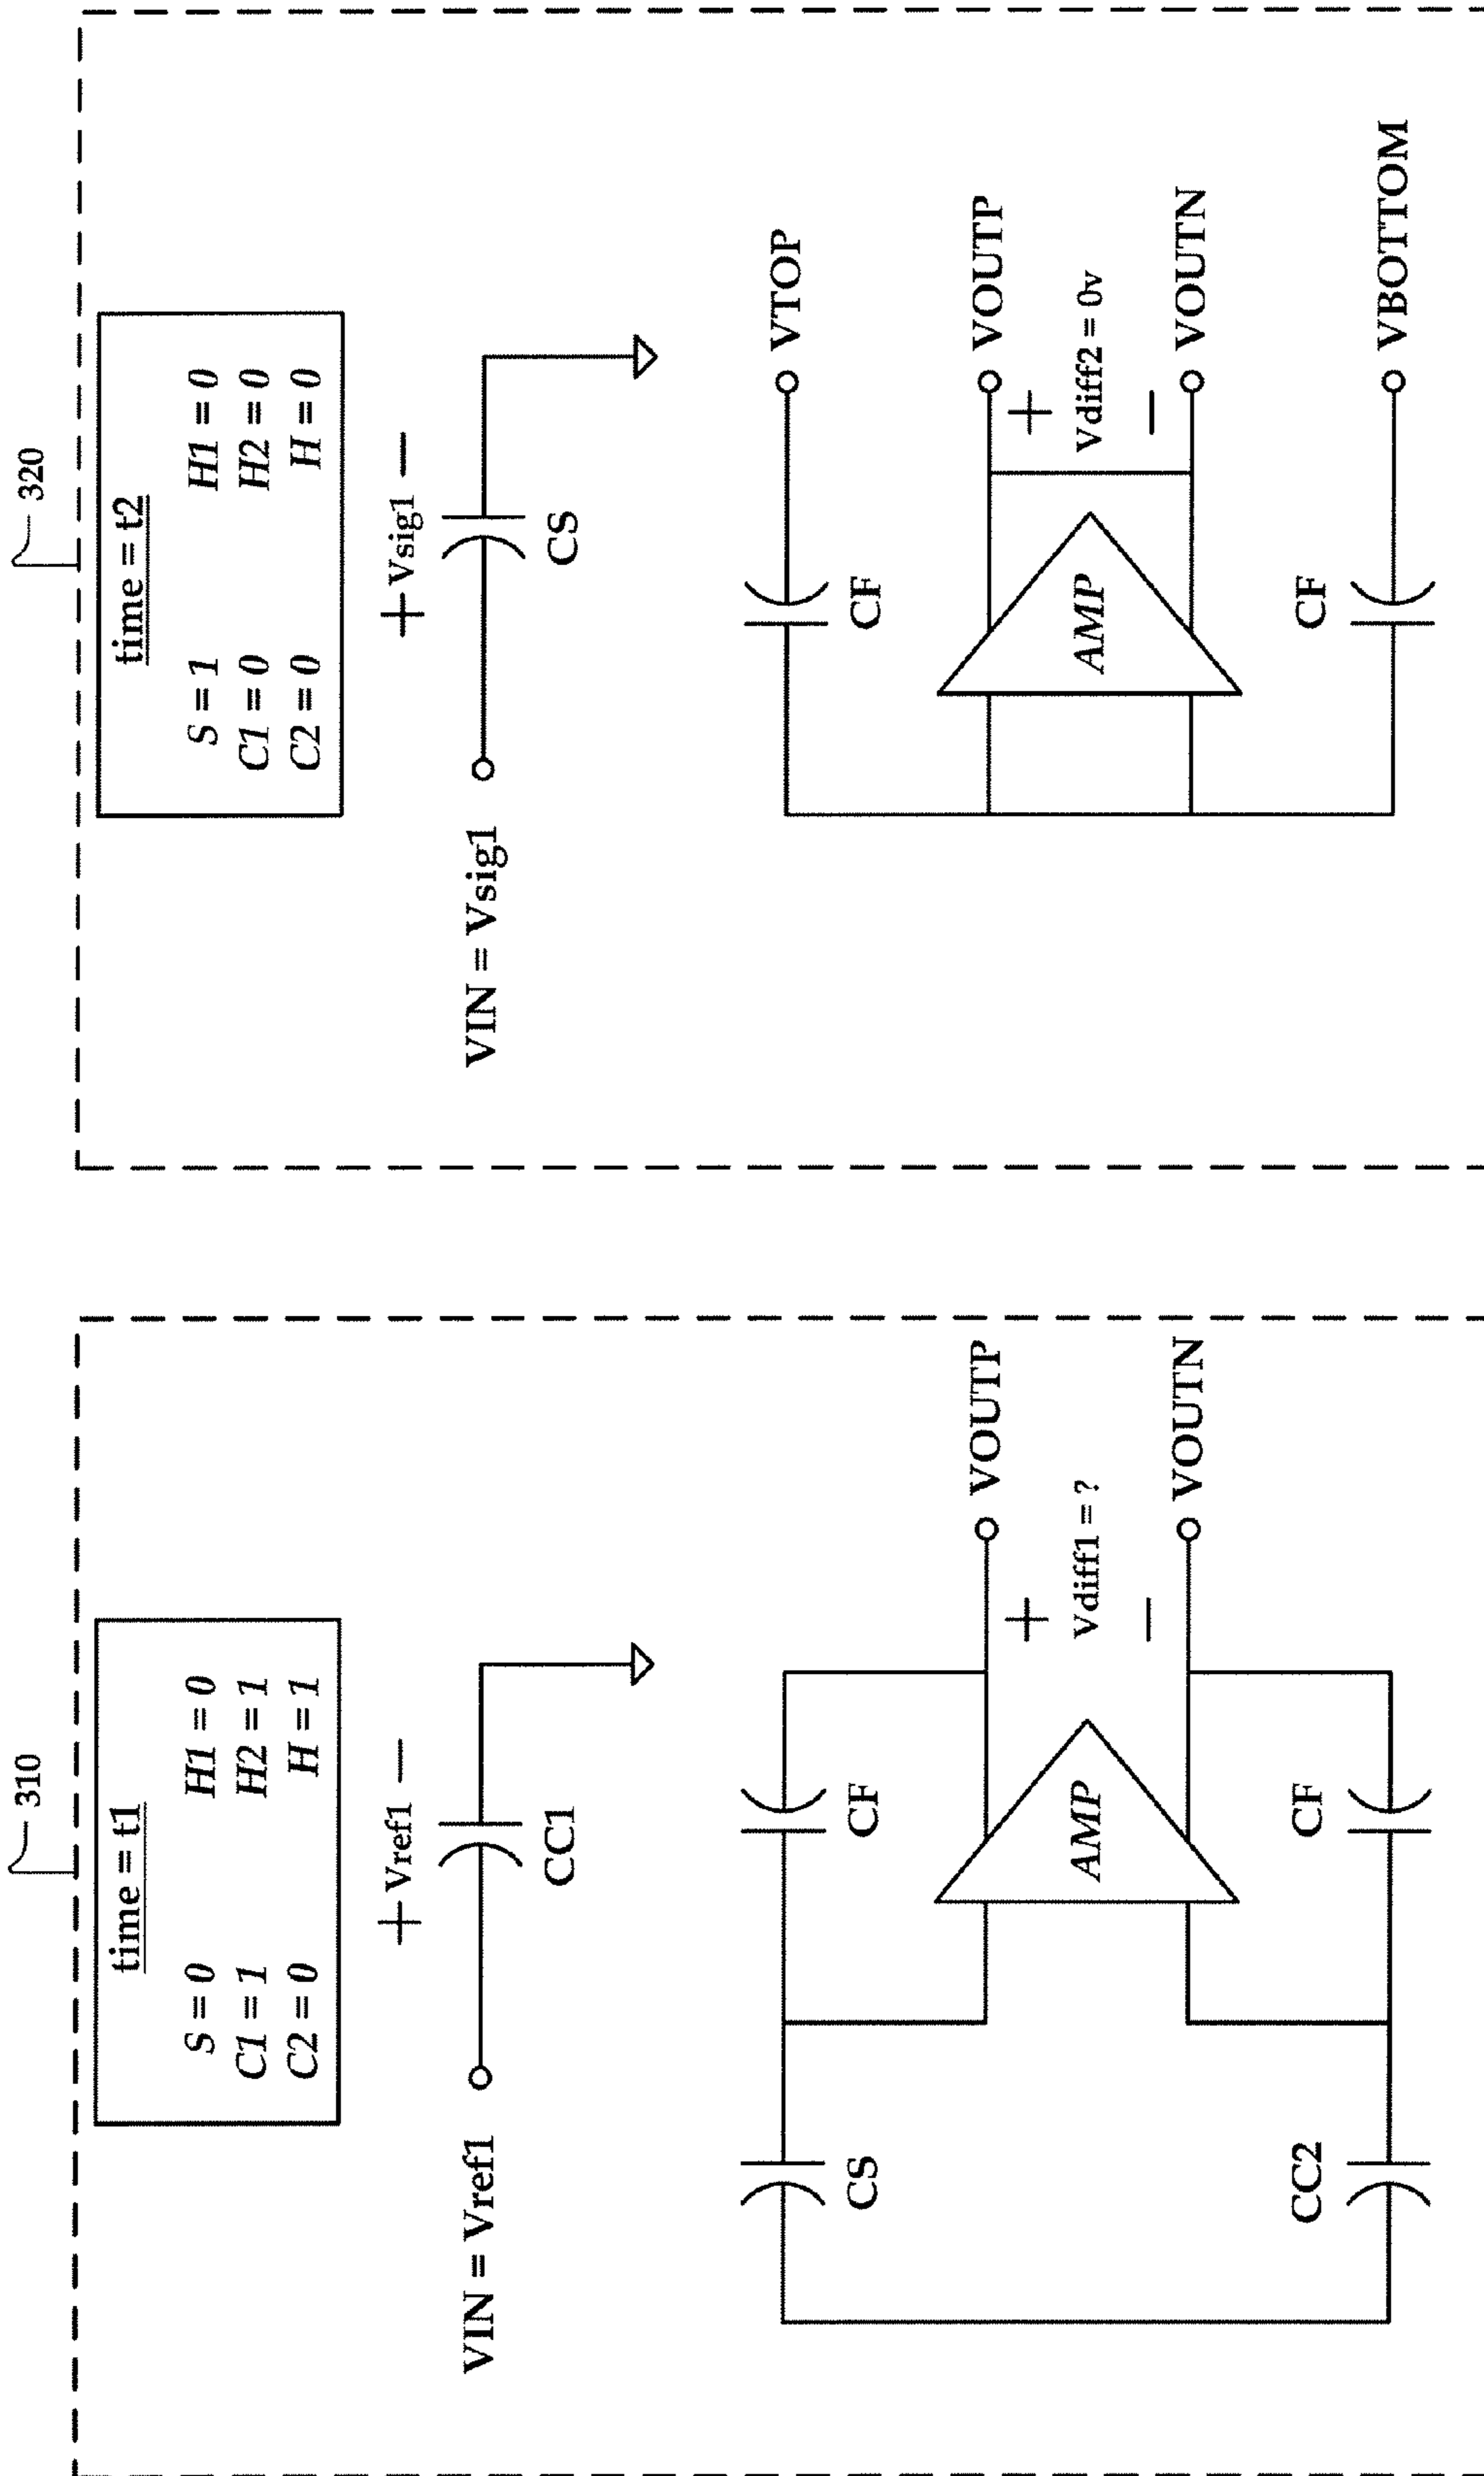 310
time = t1
S = 0 H1 = 0
C1 = 1 H2 = 1
C2 = 0 H = 1
+ Vref1 −
VIN = Vref1
CC1
CS
CF
VOUTP
+
AMP
Vdiff1 = ?
−
VOUTN
CC2
CF
320
time = t2
S = 1 H1 = 0
C1 = 0 H2 = 0
C2 = 0 H = 0
+ Vsig1 −
VIN = Vsig1
CS
VTOP
CF
VOUTP
+
AMP
Vdiff2 = 0v
−
VOUTN
CF
VBOTTOM